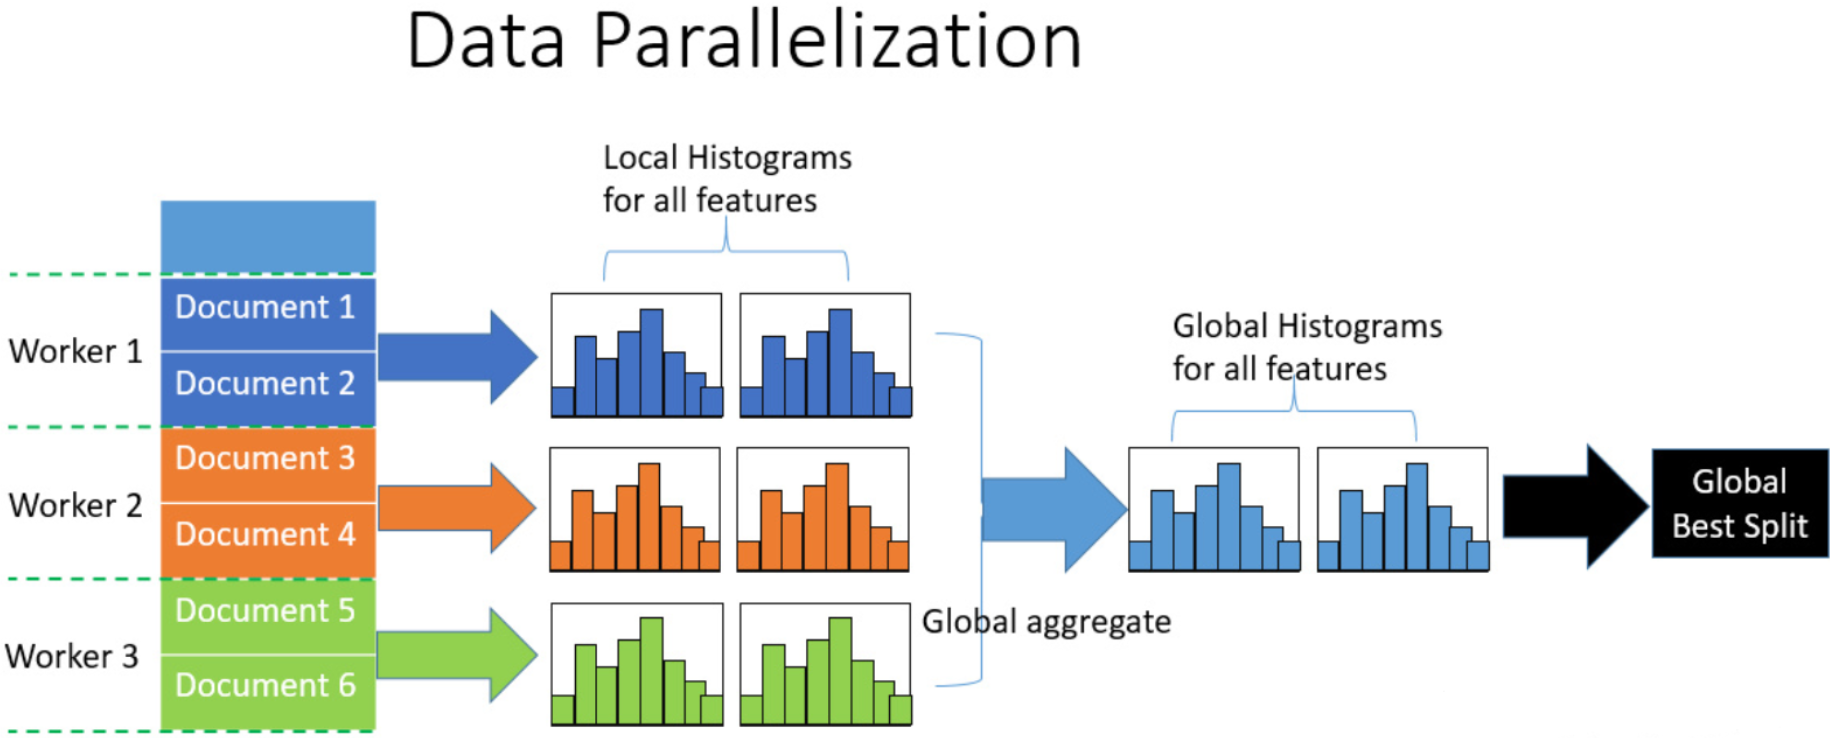 Data Parallelization
Local Histograms
for all features
Document 1
Worker 1
Document 2
Document 3
Worker 2
Document 4
Document 5
Worker 3
Document 6
Global aggregate
Global Histograms
for all features
Global
Best Split